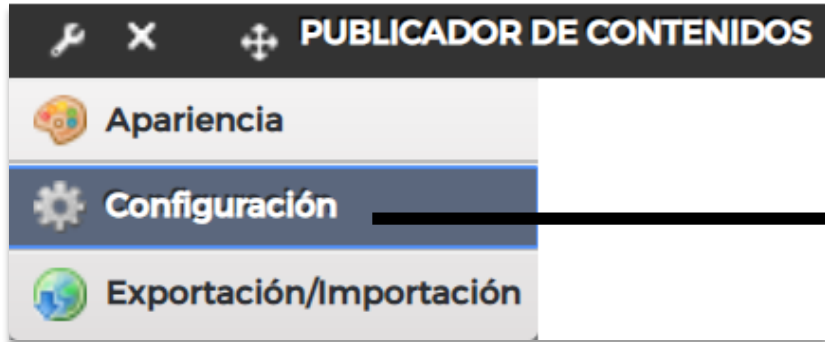 PUBLICADOR DE CONTENIDOS
Apariencia
Configuración
Exportación/Importación